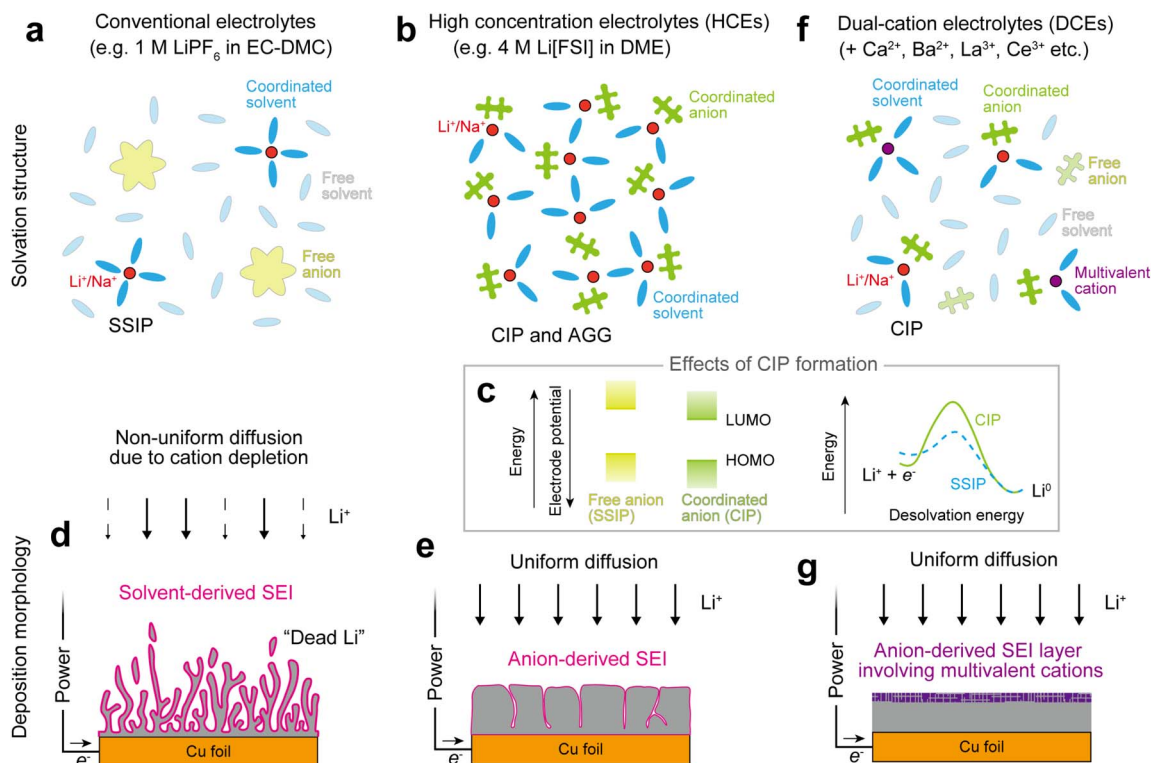 a
Conventional electrolytes
(e.g. 1 M LiPF₆ in EC-DMC)
b
High concentration electrolytes (HCEs)
(e.g. 4 M Li[FSI] in DME)
f
Dual-cation electrolytes (DCEs)
(+ Ca²⁺, Ba²⁺, La³⁺, Ce³⁺ etc.)
Solvation structure
Coordinated
solvent
Free
solvent
Free
anion
Li⁺/Na⁺
SSIP
Coordinated
anion
Li⁺/Na⁺
Coordinated
solvent
CIP and AGG
Coordinated
solvent
Coordinated
anion
Free
anion
Free
solvent
Li⁺/Na⁺
Multivalent
cation
CIP
Effects of CIP formation
c
Energy
Electrode potential
LUMO
HOMO
Free anion
(SSIP)
Coordinated
anion (CIP)
Energy
CIP
SSIP
Li⁺ + e⁻
Li⁰
Desolvation energy
Deposition morphology
Non-uniform diffusion
due to cation depletion
Li⁺
d
Solvent-derived SEI
"Dead Li"
Power
e⁻
Cu foil
e
Uniform diffusion
Li⁺
Anion-derived SEI
Power
e⁻
Cu foil
g
Uniform diffusion
Li⁺
Anion-derived SEI layer
involving multivalent cations
Power
e⁻
Cu foil